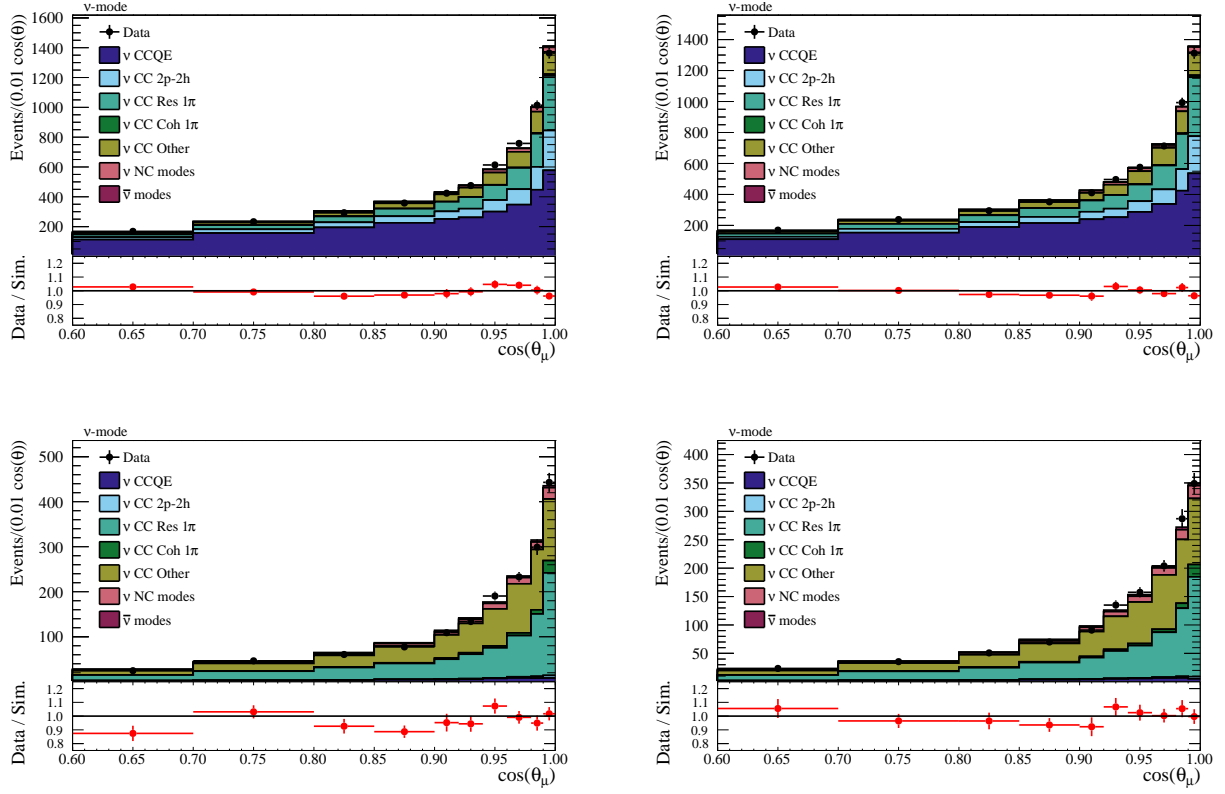 ν-mode
Events/(0.01 cos(θ))
1600
1400
1200
1000
800
600
400
200
Data
ν CCQE
ν CC 2p-2h
ν CC Res 1π
ν CC Coh 1π
ν CC Other
ν NC modes
ν̅ modes
Data / Sim.
1.2
1.1
1.0
0.9
0.8
0.60 0.65 0.70 0.75 0.80 0.85 0.90 0.95 1.00
cos(θμ)
ν-mode
Events/(0.01 cos(θ))
1400
1200
1000
800
600
400
200
Data
ν CCQE
ν CC 2p-2h
ν CC Res 1π
ν CC Coh 1π
ν CC Other
ν NC modes
ν̅ modes
Data / Sim.
1.2
1.1
1.0
0.9
0.8
0.60 0.65 0.70 0.75 0.80 0.85 0.90 0.95 1.00
cos(θμ)
ν-mode
Events/(0.01 cos(θ))
500
400
300
200
100
Data
ν CCQE
ν CC 2p-2h
ν CC Res 1π
ν CC Coh 1π
ν CC Other
ν NC modes
ν̅ modes
Data / Sim.
1.2
1.1
1.0
0.9
0.8
0.60 0.65 0.70 0.75 0.80 0.85 0.90 0.95 1.00
cos(θμ)
ν-mode
Events/(0.01 cos(θ))
400
350
300
250
200
150
100
50
Data
ν CCQE
ν CC 2p-2h
ν CC Res 1π
ν CC Coh 1π
ν CC Other
ν NC modes
ν̅ modes
Data / Sim.
1.2
1.1
1.0
0.9
0.8
0.60 0.65 0.70 0.75 0.80 0.85 0.90 0.95 1.00
cos(θμ)